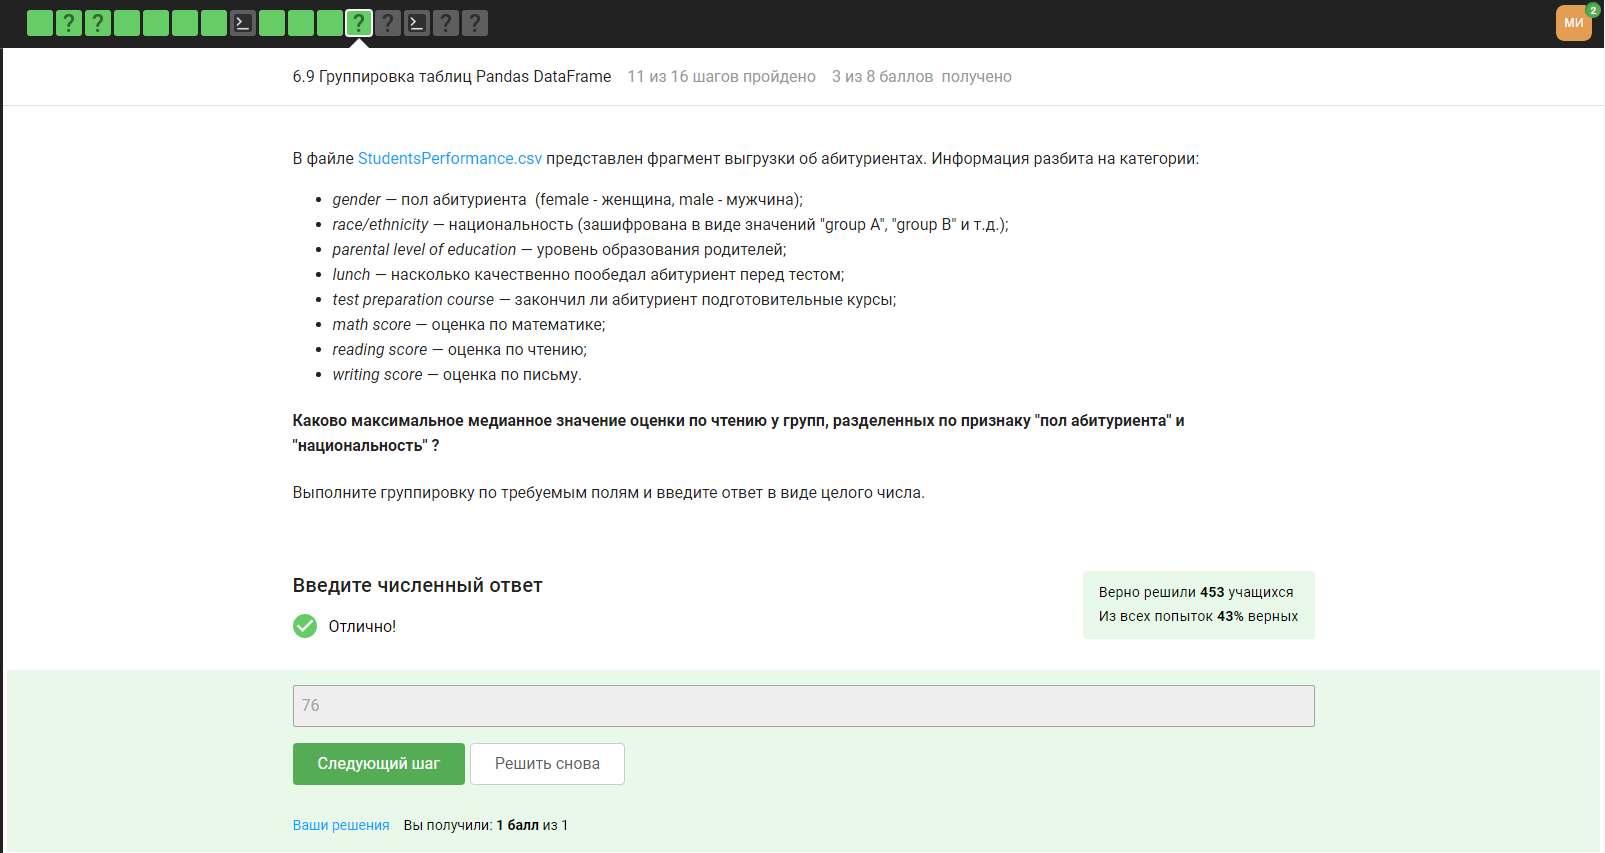 ? ? ? ? ? ?
МИ
2
6.9 Группировка таблиц Pandas DataFrame 11 из 16 шагов пройдено 3 из 8 баллов получено
В файле StudentsPerformance.csv представлен фрагмент выгрузки об абитуриентах. Информация разбита на категории:
• gender — пол абитуриента (female - женщина, male - мужчина);
• race/ethnicity — национальность (зашифрована в виде значений "group A", "group B" и т.д.);
• parental level of education — уровень образования родителей;
• lunch — насколько качественно пообедал абитуриент перед тестом;
• test preparation course — закончил ли абитуриент подготовительные курсы;
• math score — оценка по математике;
• reading score — оценка по чтению;
• writing score — оценка по письму.
Каково максимальное медианное значение оценки по чтению у групп, разделенных по признаку "пол абитуриента" и
"национальность" ?
Выполните группировку по требуемым полям и введите ответ в виде целого числа.
Введите численный ответ
Отлично!
Верно решили 453 учащихся
Из всех попыток 43% верных
76
Следующий шаг
Решить снова
Ваши решения Вы получили: 1 балл из 1